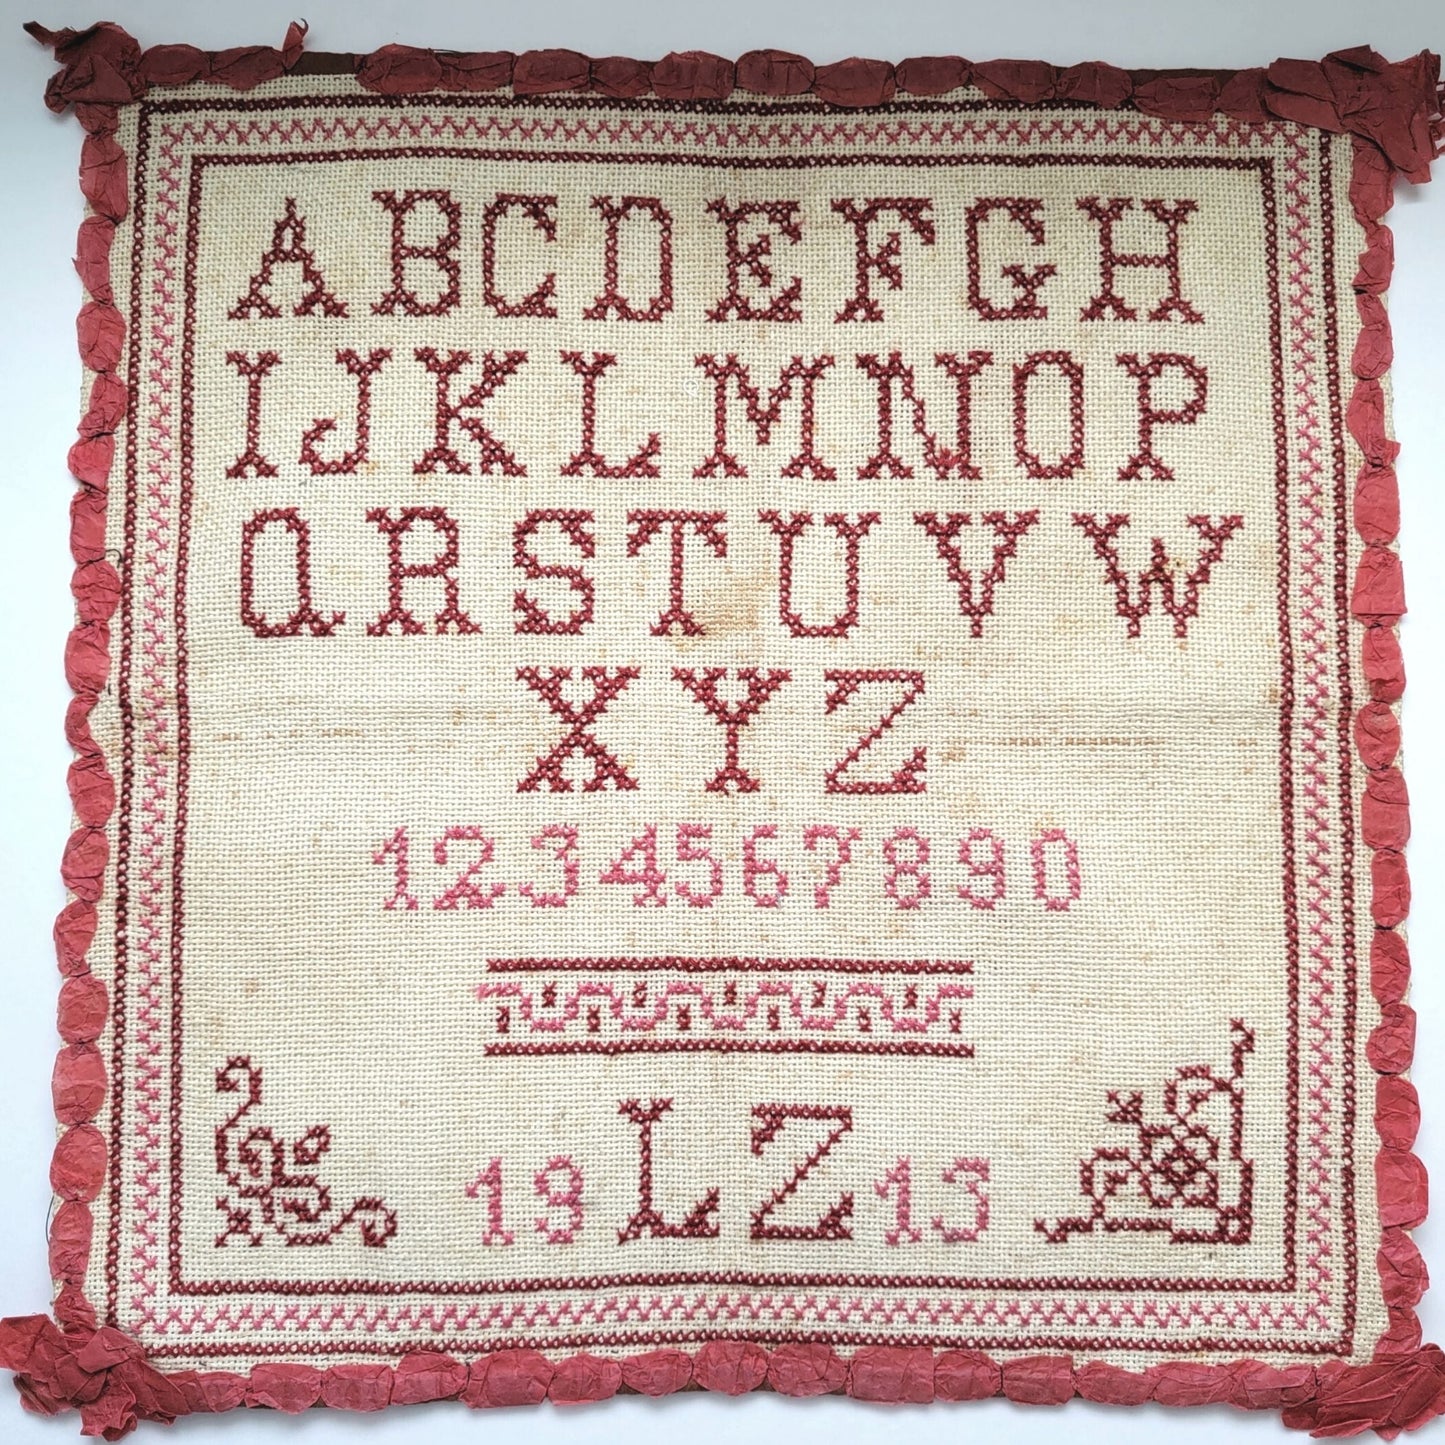 ABCDEFGH
IJKLMNOP
QRSTUVW
XYZ
1234567890
19 LZ 13